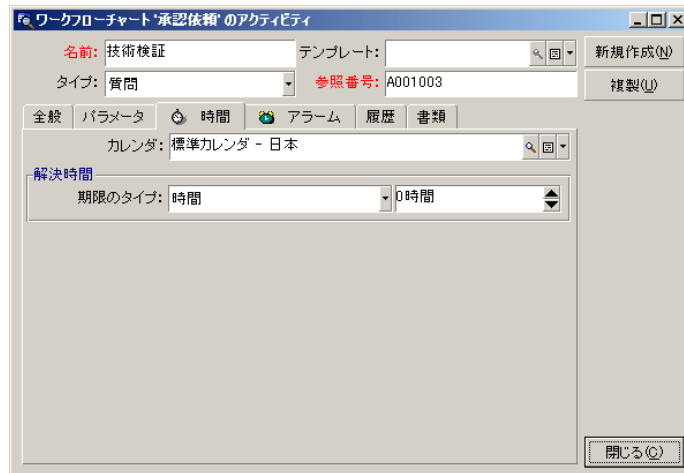 ワークフローチャート '承認依頼' のアクティビティ
名前: 技術検証 テンプレート: 新規作成(N)
タイプ: 質問 参照番号: A001003 複製(U)
全般 パラメータ 時間 アラーム 履歴 書類
カレンダ: 標準カレンダ - 日本
解決時間
期限のタイプ: 時間 0時間
閉じる(C)